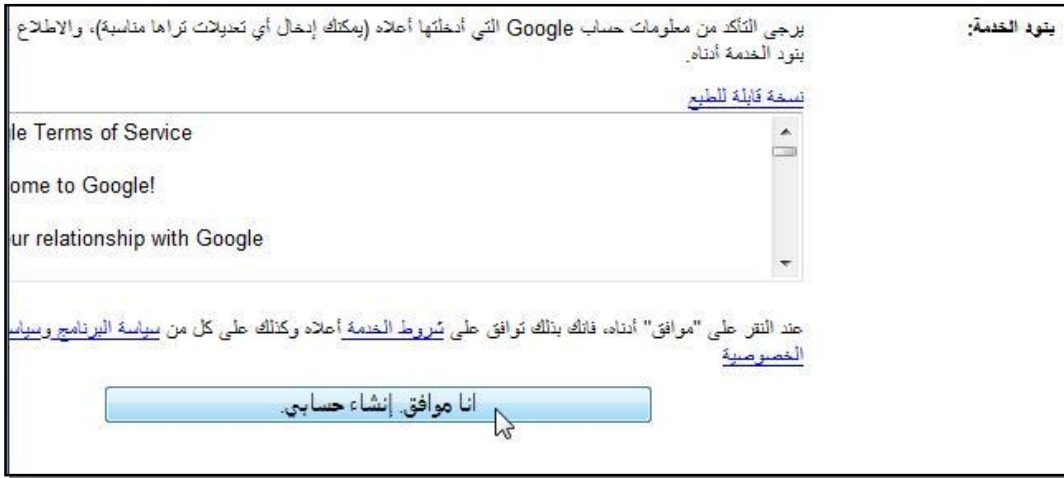 بنود الخدمة:
يرجى التأكد من معلومات حساب Google التي أدخلتها أعلاه (يمكنك إدخال أي تعديلات تراها مناسبة)، والاطلاع
بنود الخدمة أدناه.
نسخة قابلة للطبع
le Terms of Service
ome to Google!
ur relationship with Google
عند النقر على "موافق" أدناه، فانك بذلك توافق على شروط الخدمة أعلاه وكذلك على كل من سياسة البرنامج وسياس
الخصوصية
انا موافق. إنشاء حسابي.